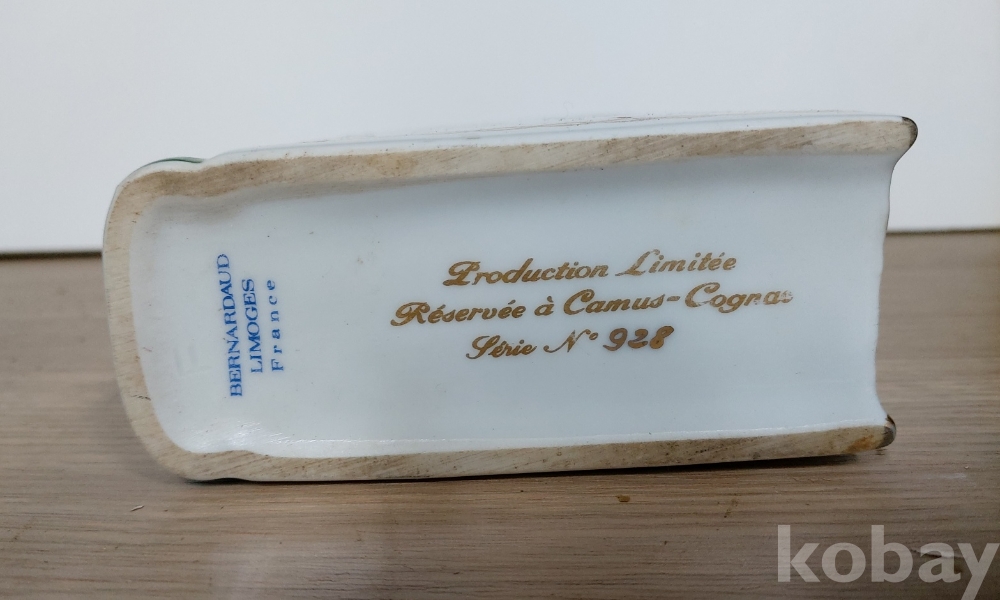 BERNARDAUD
LIMOGES
France
Production Limitée
Réservée à Camus-Cognac
Série N° 928
kobay